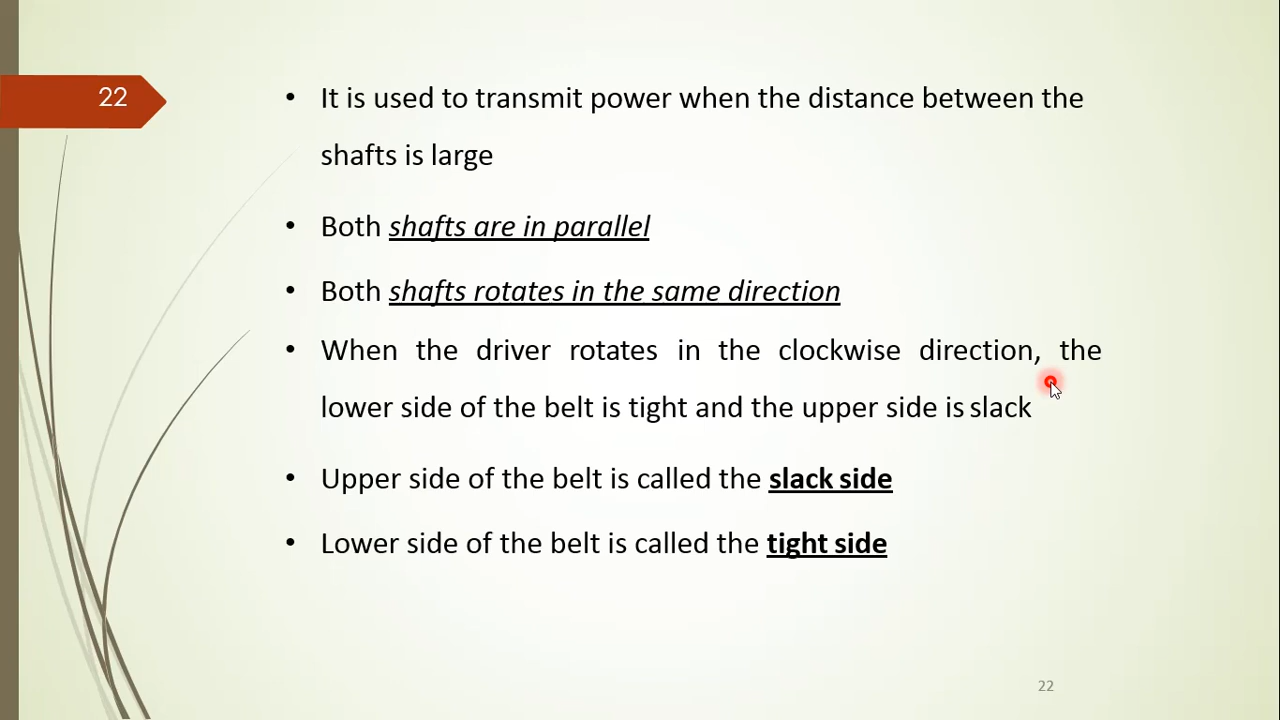 22
• It is used to transmit power when the distance between the
shafts is large
• Both shafts are in parallel
• Both shafts rotates in the same direction
• When the driver rotates in the clockwise direction, the
lower side of the belt is tight and the upper side is slack
• Upper side of the belt is called the slack side
• Lower side of the belt is called the tight side
22